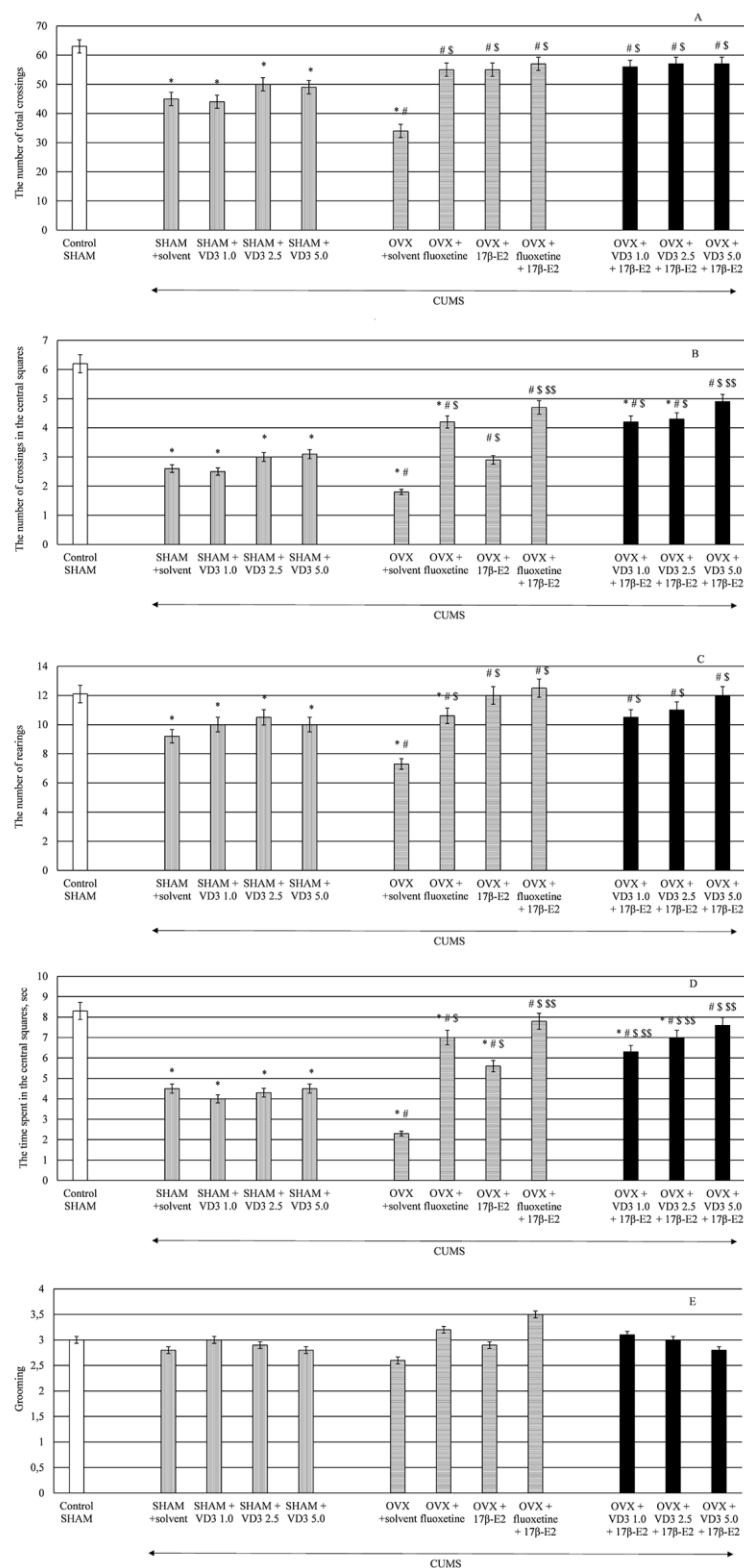 A
The number of total crossings
70
60
50
40
30
20
10
0
* * * * * # # $ # $ # $ # $ # $ # $
Control SHAM
SHAM +solvent
SHAM + VD3 1.0
SHAM + VD3 2.5
SHAM + VD3 5.0
OVX +solvent
OVX + fluoxetine
OVX + 17β-E2
OVX + fluoxetine + 17β-E2
OVX + VD3 1.0 + 17β-E2
OVX + VD3 2.5 + 17β-E2
OVX + VD3 5.0 + 17β-E2
CUMS
B
The number of crossings in the central squares
7
6
5
4
3
2
1
0
* * * * * # * # $ # $ # $ $$ * # $ * # $ # $ $$
Control SHAM
SHAM +solvent
SHAM + VD3 1.0
SHAM + VD3 2.5
SHAM + VD3 5.0
OVX +solvent
OVX + fluoxetine
OVX + 17β-E2
OVX + fluoxetine + 17β-E2
OVX + VD3 1.0 + 17β-E2
OVX + VD3 2.5 + 17β-E2
OVX + VD3 5.0 + 17β-E2
CUMS
C
The number of rearings
14
12
10
8
6
4
2
0
* * * * * # * # $ # $ # $ # $ # $ # $
Control SHAM
SHAM +solvent
SHAM + VD3 1.0
SHAM + VD3 2.5
SHAM + VD3 5.0
OVX +solvent
OVX + fluoxetine
OVX + 17β-E2
OVX + fluoxetine + 17β-E2
OVX + VD3 1.0 + 17β-E2
OVX + VD3 2.5 + 17β-E2
OVX + VD3 5.0 + 17β-E2
CUMS
D
The time spent in the central squares, sec
10
9
8
7
6
5
4
3
2
1
0
* * * * * # * # $ * # $ # $ $$ * # $ $$ * # $ $$ # $ $$
Control SHAM
SHAM +solvent
SHAM + VD3 1.0
SHAM + VD3 2.5
SHAM + VD3 5.0
OVX +solvent
OVX + fluoxetine
OVX + 17β-E2
OVX + fluoxetine + 17β-E2
OVX + VD3 1.0 + 17β-E2
OVX + VD3 2.5 + 17β-E2
OVX + VD3 5.0 + 17β-E2
CUMS
E
Grooming
4
3,5
3
2,5
2
1,5
1
0,5
0
Control SHAM
SHAM +solvent
SHAM + VD3 1.0
SHAM + VD3 2.5
SHAM + VD3 5.0
OVX +solvent
OVX + fluoxetine
OVX + 17β-E2
OVX + fluoxetine + 17β-E2
OVX + VD3 1.0 + 17β-E2
OVX + VD3 2.5 + 17β-E2
OVX + VD3 5.0 + 17β-E2
CUMS